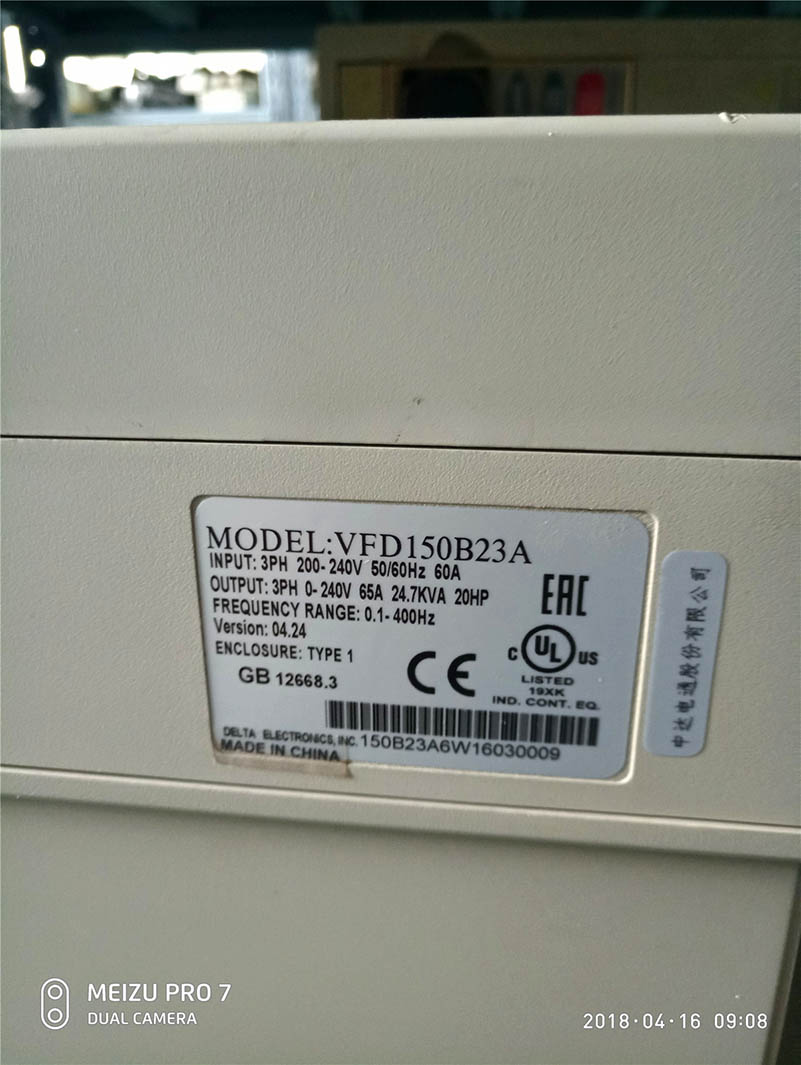 MODEL:VFD150B23A
INPUT: 3PH 200-240V 50/60Hz 60A
OUTPUT: 3PH 0-240V 65A 24.7KVA 20HP
FREQUENCY RANGE: 0.1-400Hz
Version: 04.24
ENCLOSURE: TYPE 1
GB 12668.3
EAC
CE
C UL US
LISTED
19XK
IND. CONT. EQ.
DELTA ELECTRONICS, INC. 150B23A6W16030009
MADE IN CHINA
中达电通股份有限公司
MEIZU PRO 7
DUAL CAMERA
2018·04·16 09:08